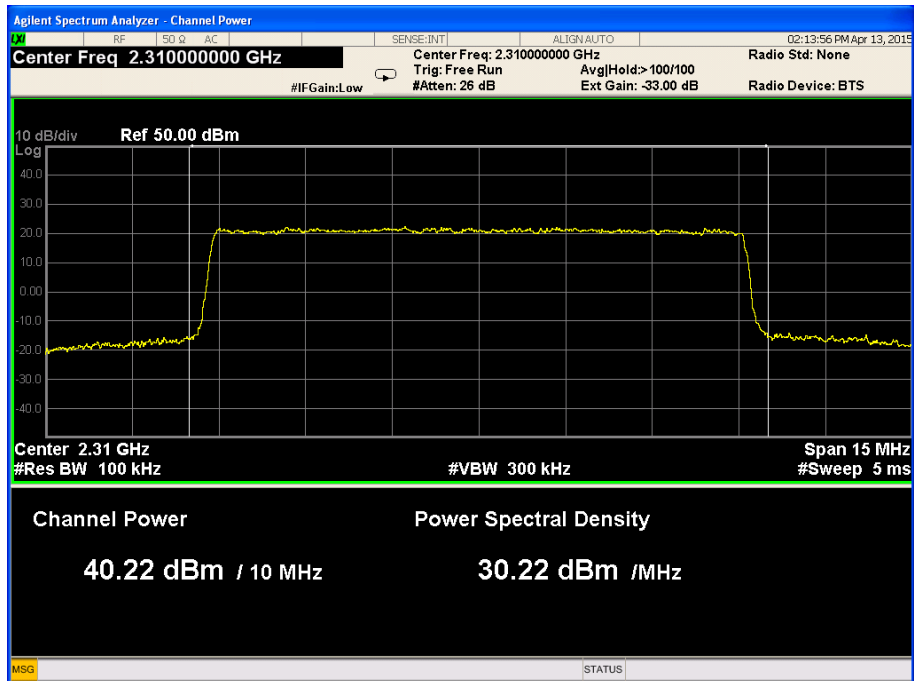 Agilent Spectrum Analyzer - Channel Power
LXI RF 50 Ω AC SENSE:INT ALIGN AUTO 02:13:56 PM Apr 13, 2015
Center Freq 2.310000000 GHz
#IFGain:Low
Center Freq: 2.310000000 GHz
Trig: Free Run Avg|Hold:>100/100
#Atten: 26 dB Ext Gain: -33.00 dB
Radio Std: None
Radio Device: BTS
10 dB/div Ref 50.00 dBm
Log
40.0
30.0
20.0
10.0
0.00
-10.0
-20.0
-30.0
-40.0
Center 2.31 GHz Span 15 MHz
#Res BW 100 kHz #VBW 300 kHz #Sweep 5 ms
Channel Power Power Spectral Density
40.22 dBm / 10 MHz 30.22 dBm /MHz
MSG STATUS